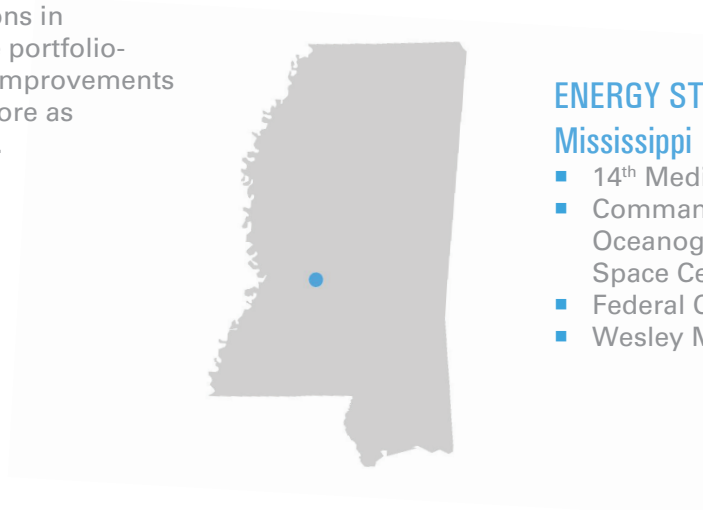 ons in
portfolio-
mprovements
ore as
ENERGY ST
Mississippi
■ 14th Medi
■ Comman
Oceanog
Space Ce
■ Federal C
■ Wesley M